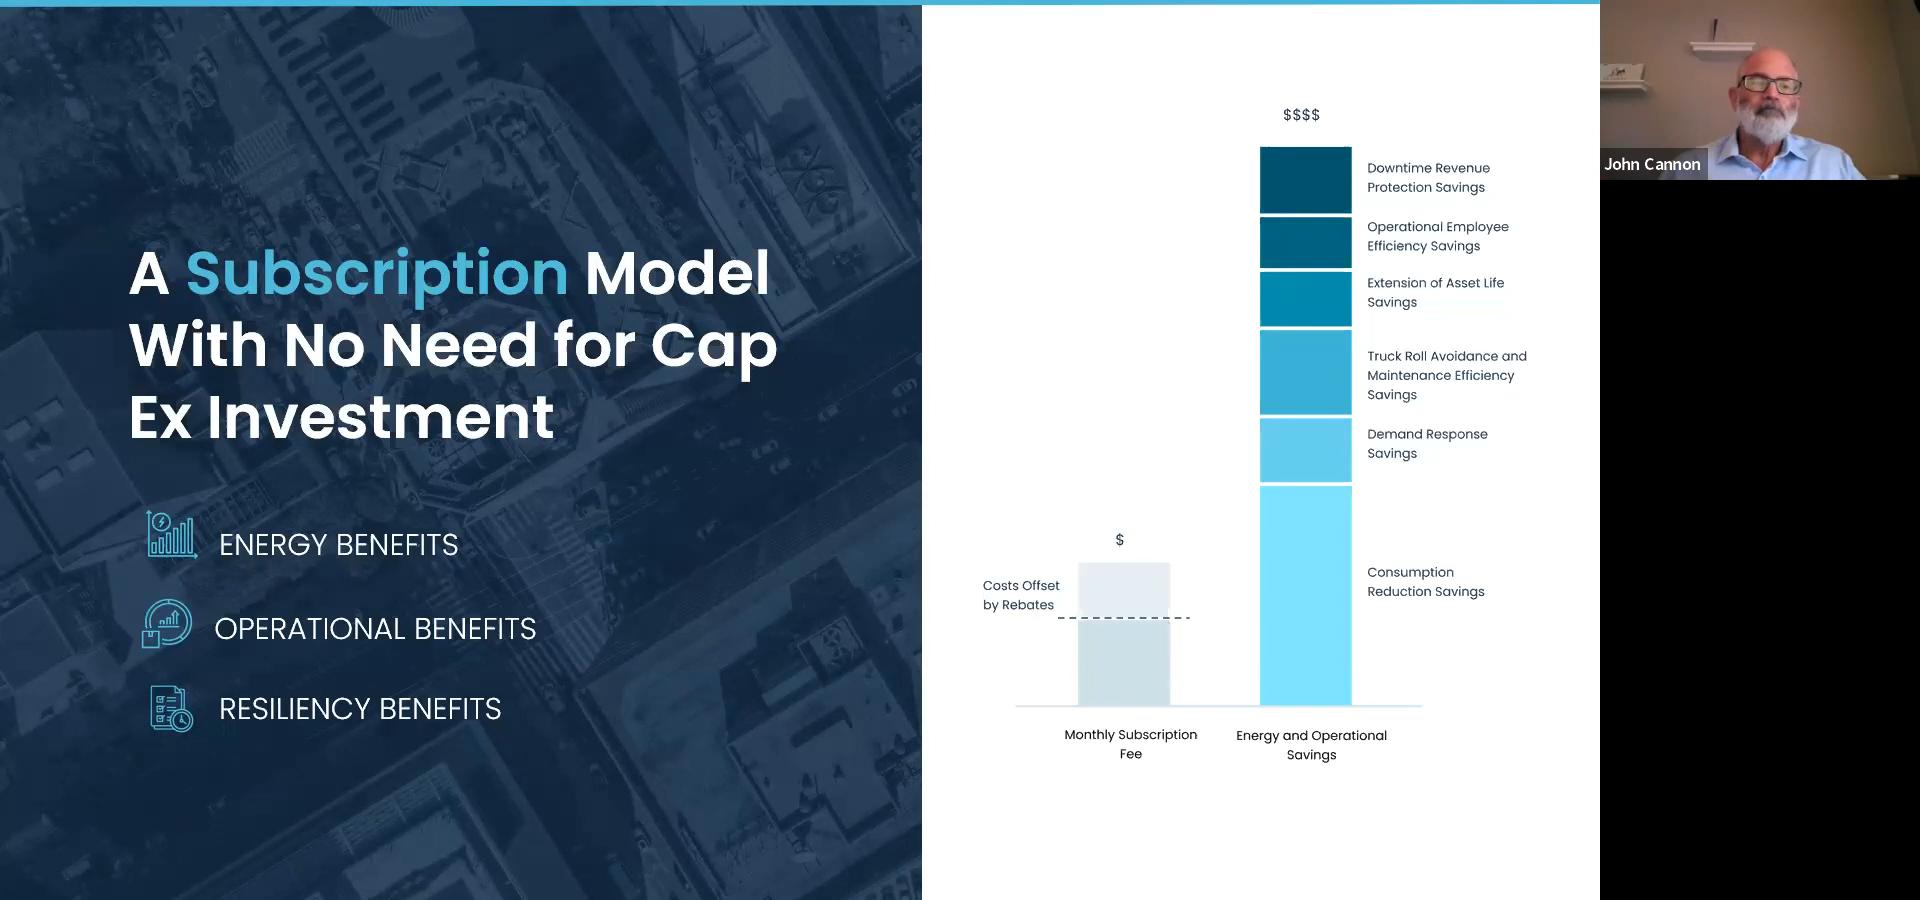 A Subscription Model
With No Need for Cap
Ex Investment
ENERGY BENEFITS
OPERATIONAL BENEFITS
RESILIENCY BENEFITS
$$$$
Downtime Revenue
Protection Savings
Operational Employee
Efficiency Savings
Extension of Asset Life
Savings
Truck Roll Avoidance and
Maintenance Efficiency
Savings
Demand Response
Savings
Consumption
Reduction Savings
$
Costs Offset
by Rebates
Monthly Subscription
Fee
Energy and Operational
Savings
John Cannon